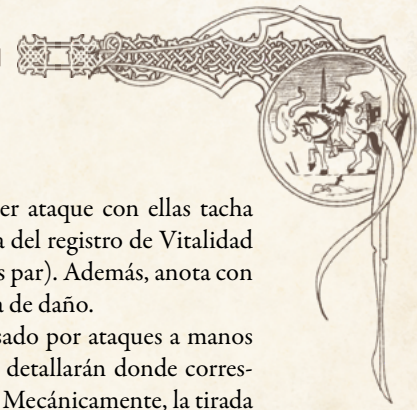 er ataque con ellas tacha
a del registro de Vitalidad
s par). Además, anota con
a de daño.
sado por ataques a manos
detallarán donde corres-
Mecánicamente, la tirada